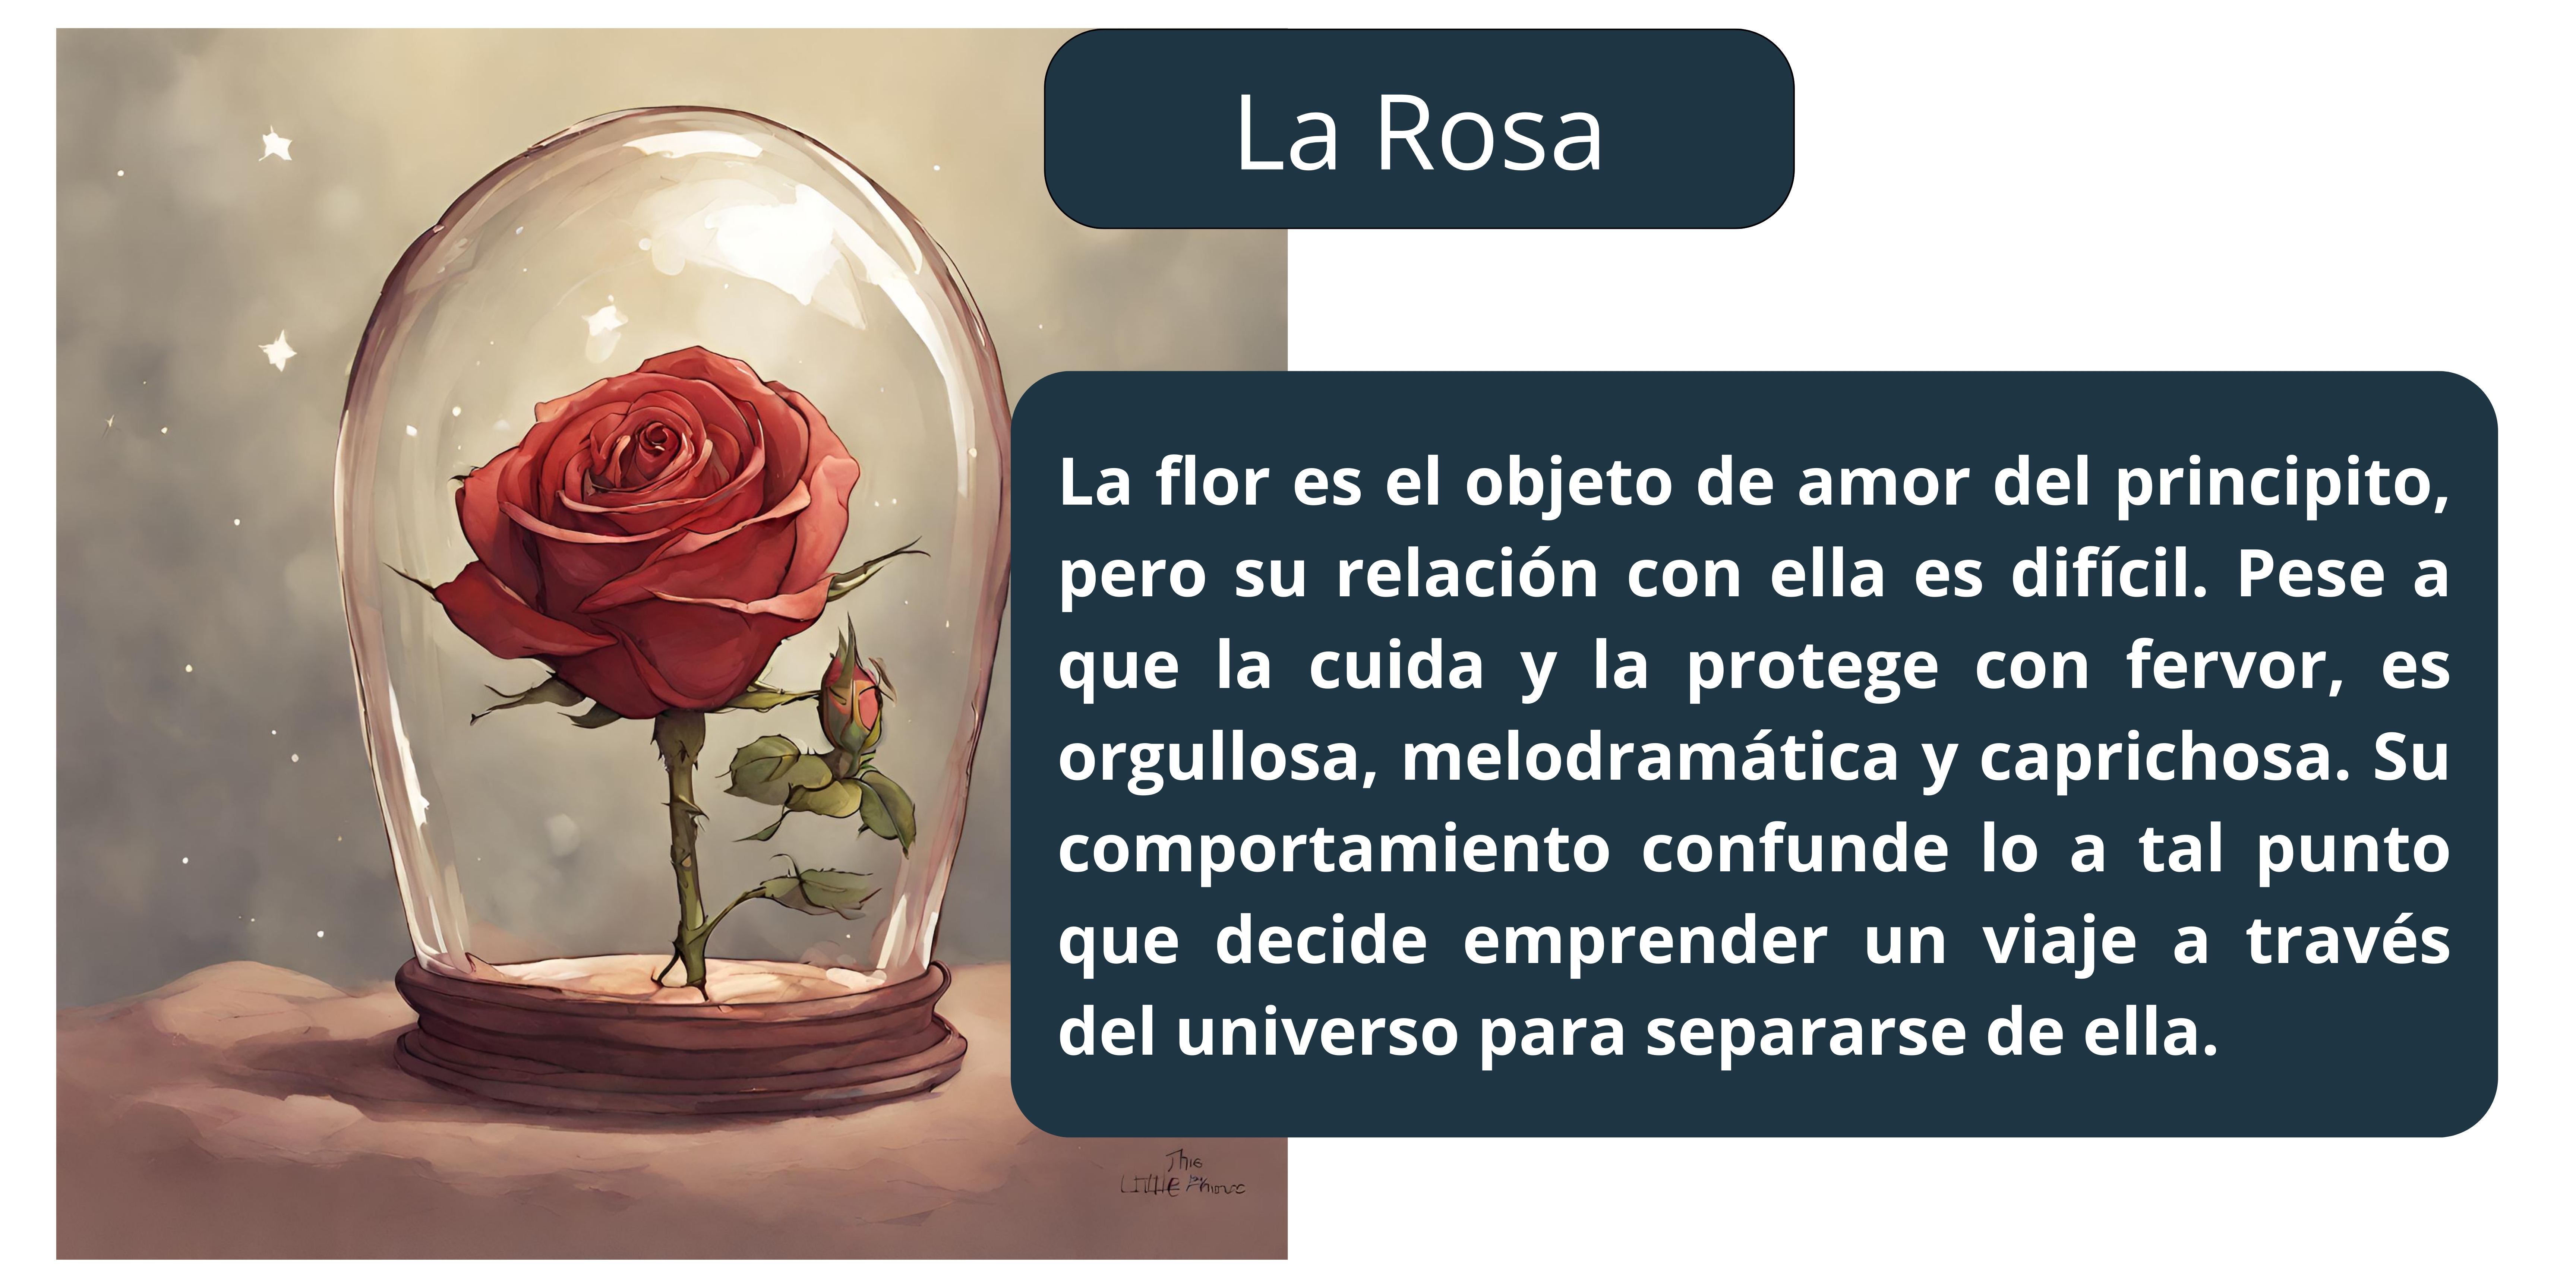 La Rosa
La flor es el objeto de amor del principito,
pero su relación con ella es difícil. Pese a
que la cuida y la protege con fervor, es
orgullosa, melodramática y caprichosa. Su
comportamiento confunde lo a tal punto
que decide emprender un viaje a través
del universo para separarse de ella.